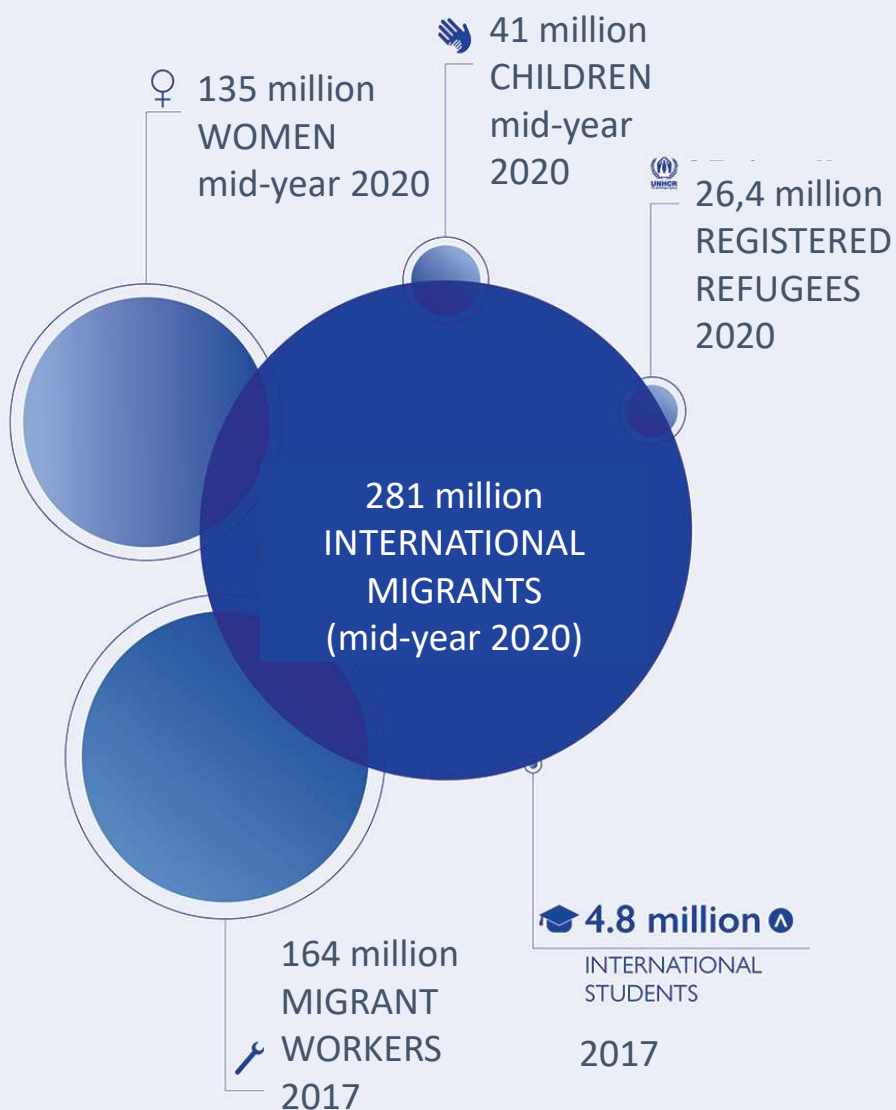 41 million
CHILDREN
mid-year
2020
135 million
WOMEN
mid-year 2020
UNHCR
26,4 million
REGISTERED
REFUGEES
2020
281 million
INTERNATIONAL
MIGRANTS
(mid-year 2020)
4.8 million
INTERNATIONAL
STUDENTS
2017
164 million
MIGRANT
WORKERS
2017